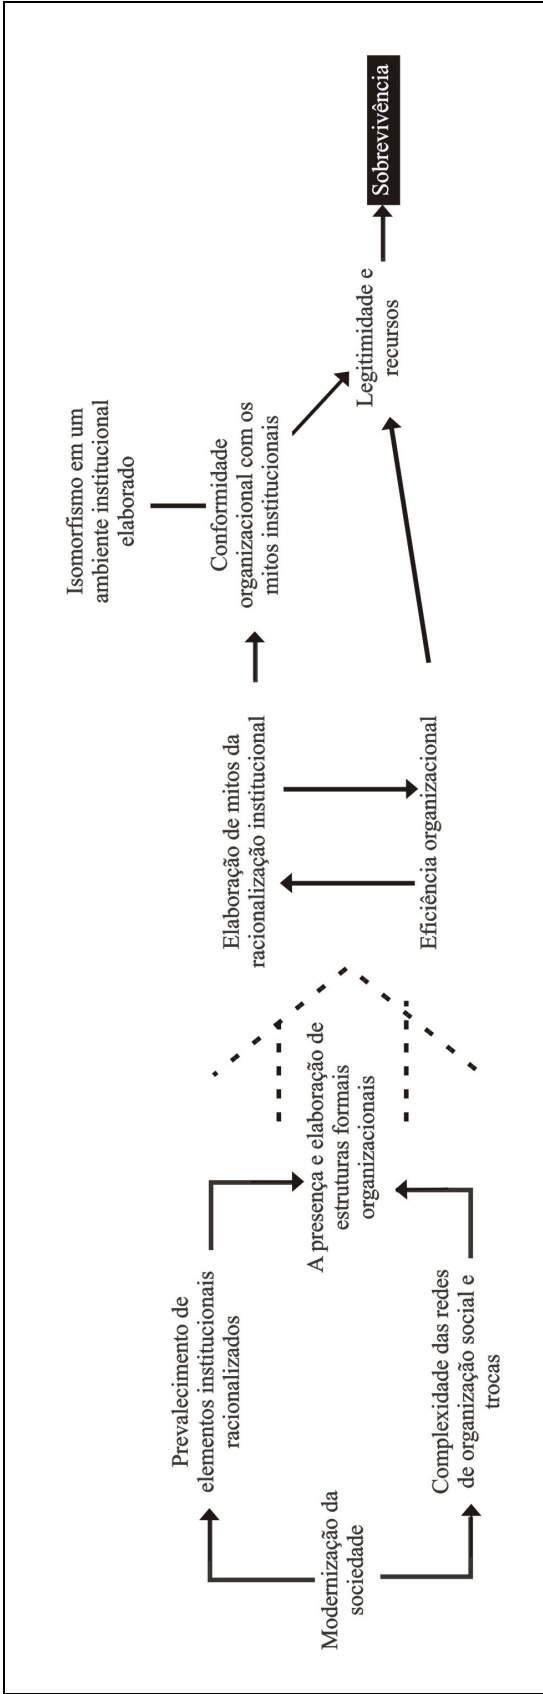 Modernização da
sociedade
Prevalecimento de
elementos institucionais
racionalizados
Complexidade das redes
de organização social e
trocas
A presença e elaboração de
estruturas formais
organizacionais
Elaboração de mitos da
racionalização institucional
Eficiência organizacional
Isomorfismo em um
ambiente institucional
elaborado
Conformidade
organizacional com os
mitos institucionais
Legitimidade e
recursos
Sobrevivência